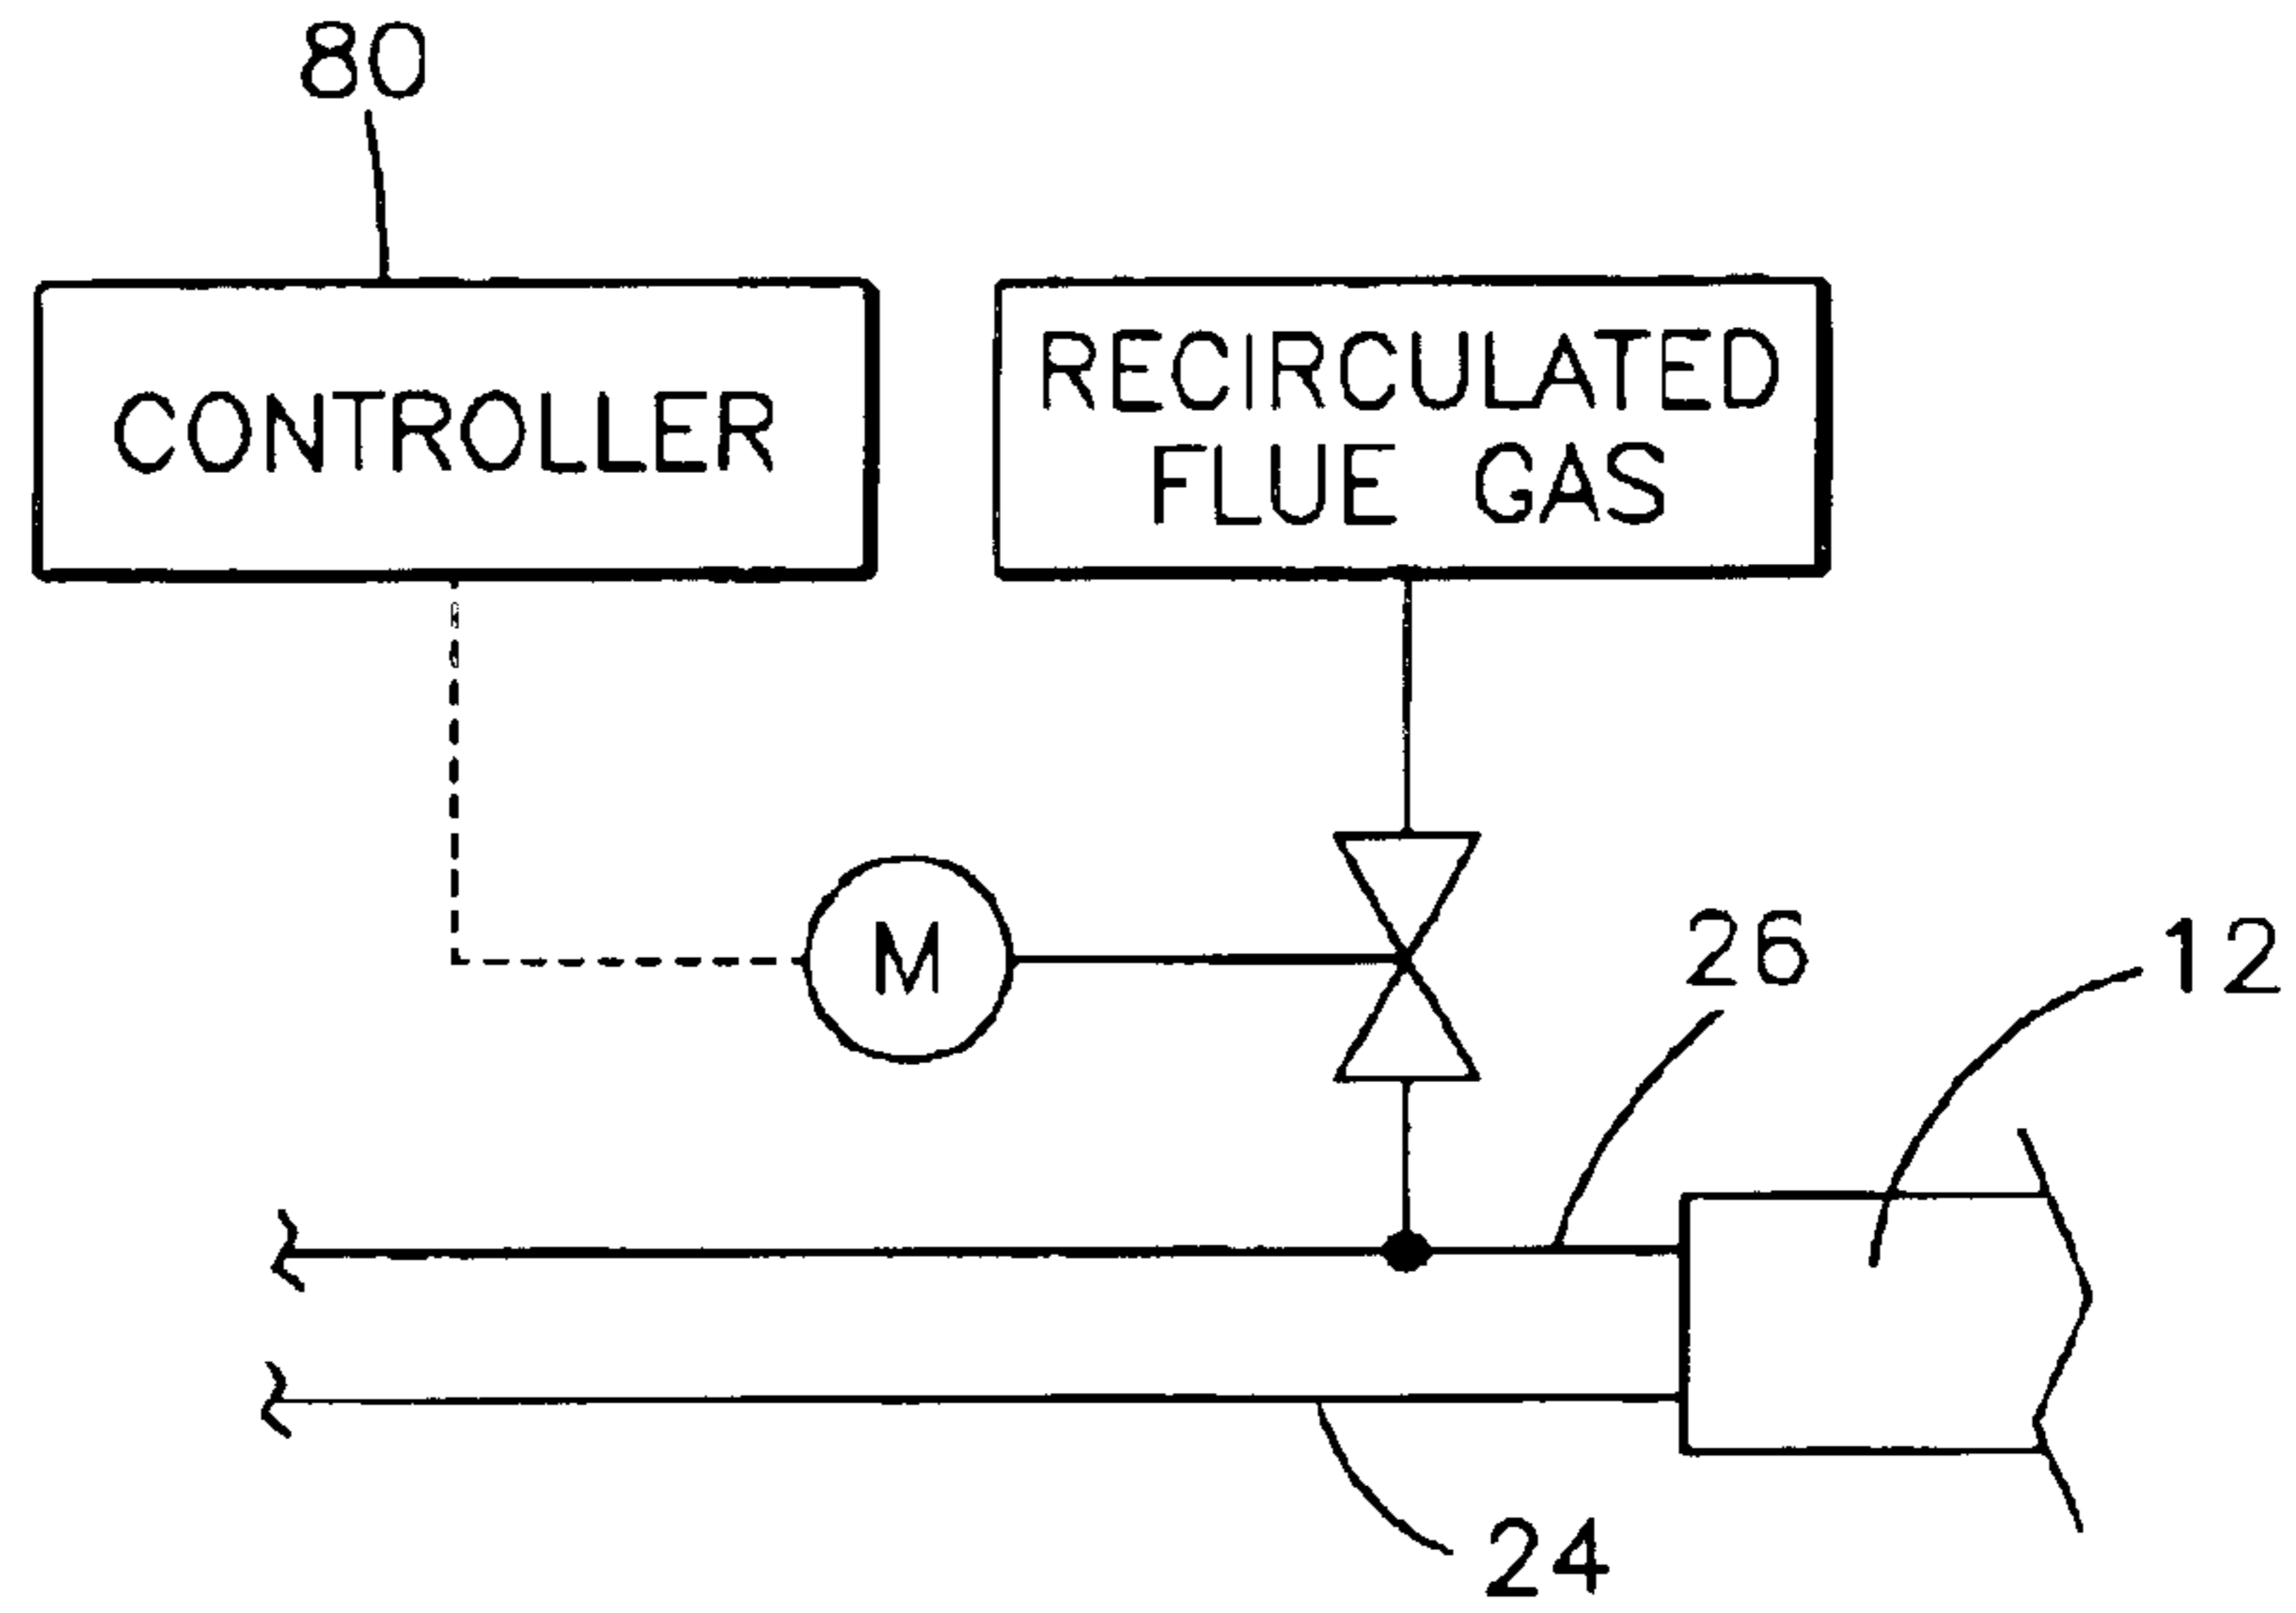 80
CONTROLLER
RECIRCULATED
FLUE GAS
M
26
12
24